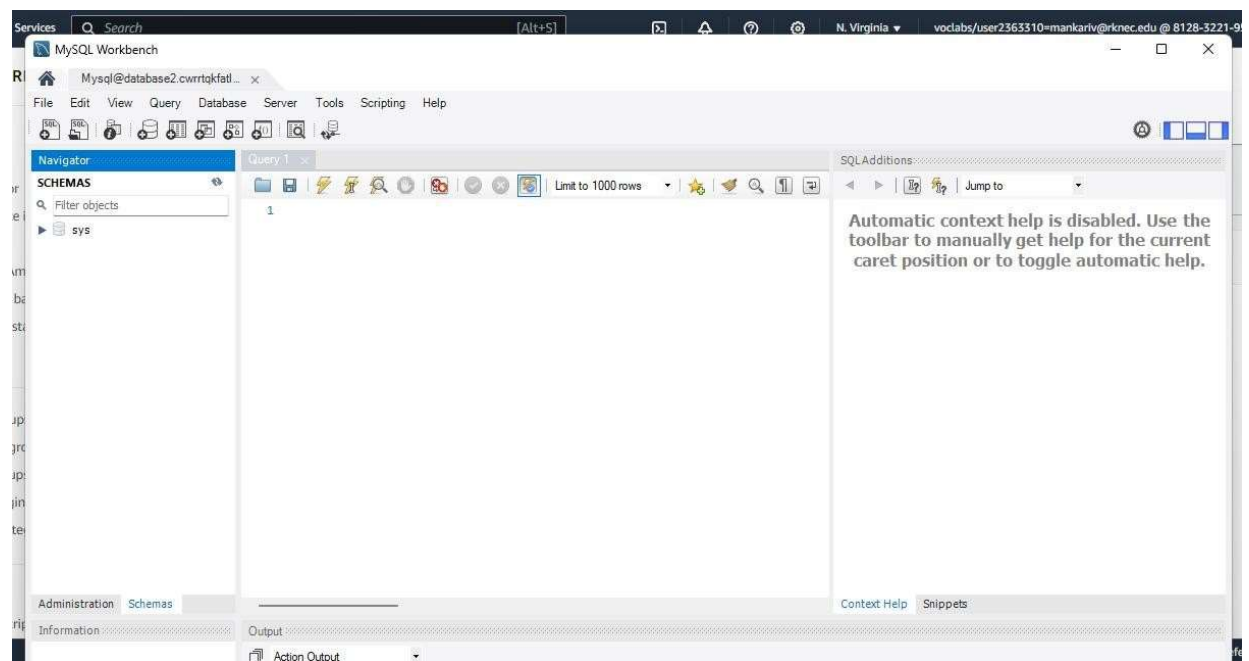 Services Search [Alt+S] N. Virginia voclabs/user2363310=mankariv@rknec.edu @ 8128-3221-9
MySQL Workbench
Mysql@database2.cwrrtqkfatl...
File Edit View Query Database Server Tools Scripting Help
Navigator
SCHEMAS
Filter objects
sys
Administration Schemas
Information
Query 1
Limit to 1000 rows
1
Output
Action Output
SQLAdditions
Jump to
Automatic context help is disabled. Use the
toolbar to manually get help for the current
caret position or to toggle automatic help.
Context Help Snippets